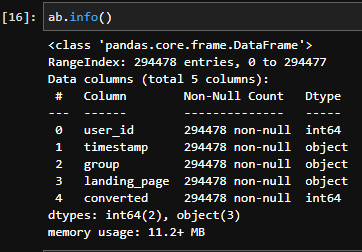 [16]: ab.info()
<class 'pandas.core.frame.DataFrame'>
RangeIndex: 294478 entries, 0 to 294477
Data columns (total 5 columns):
 #   Column        Non-Null Count   Dtype
---  ------        --------------   -----
 0   user_id       294478 non-null  int64
 1   timestamp     294478 non-null  object
 2   group         294478 non-null  object
 3   landing_page  294478 non-null  object
 4   converted     294478 non-null  int64
dtypes: int64(2), object(3)
memory usage: 11.2+ MB